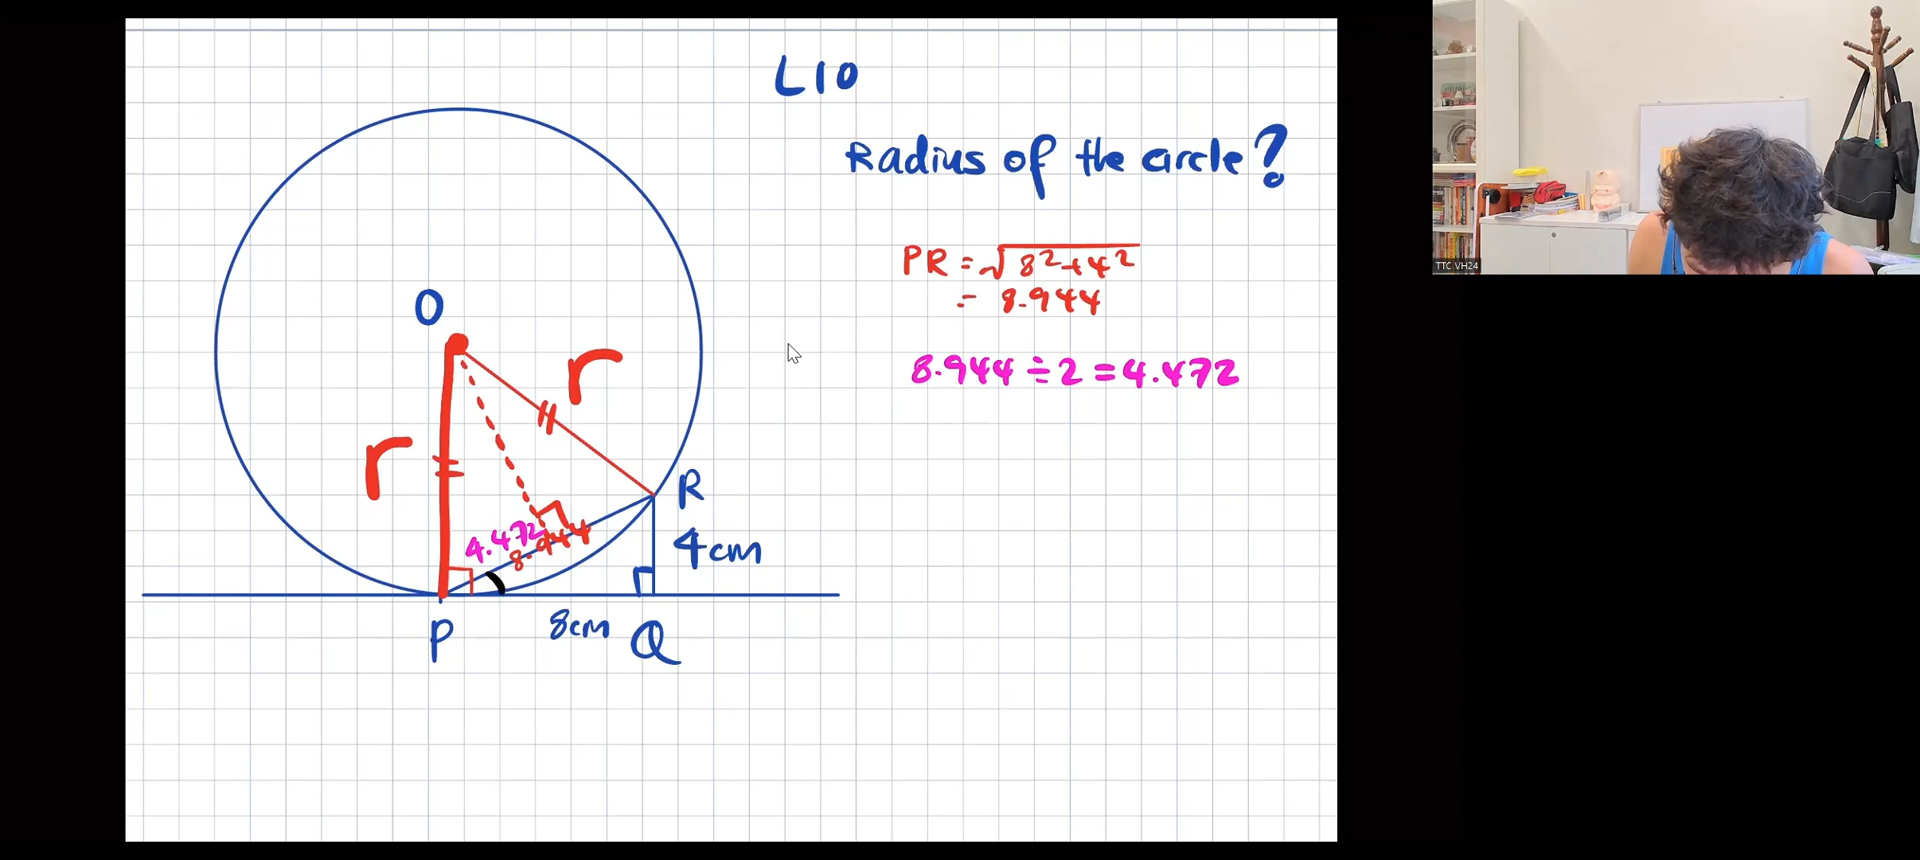 L10
Radius of the circle?
PR = √8²+4²
= 8.944
8.944 ÷ 2 = 4.472
O
r
r
R
4.472
8.944
4cm
P
8cm
Q
TTC VH24